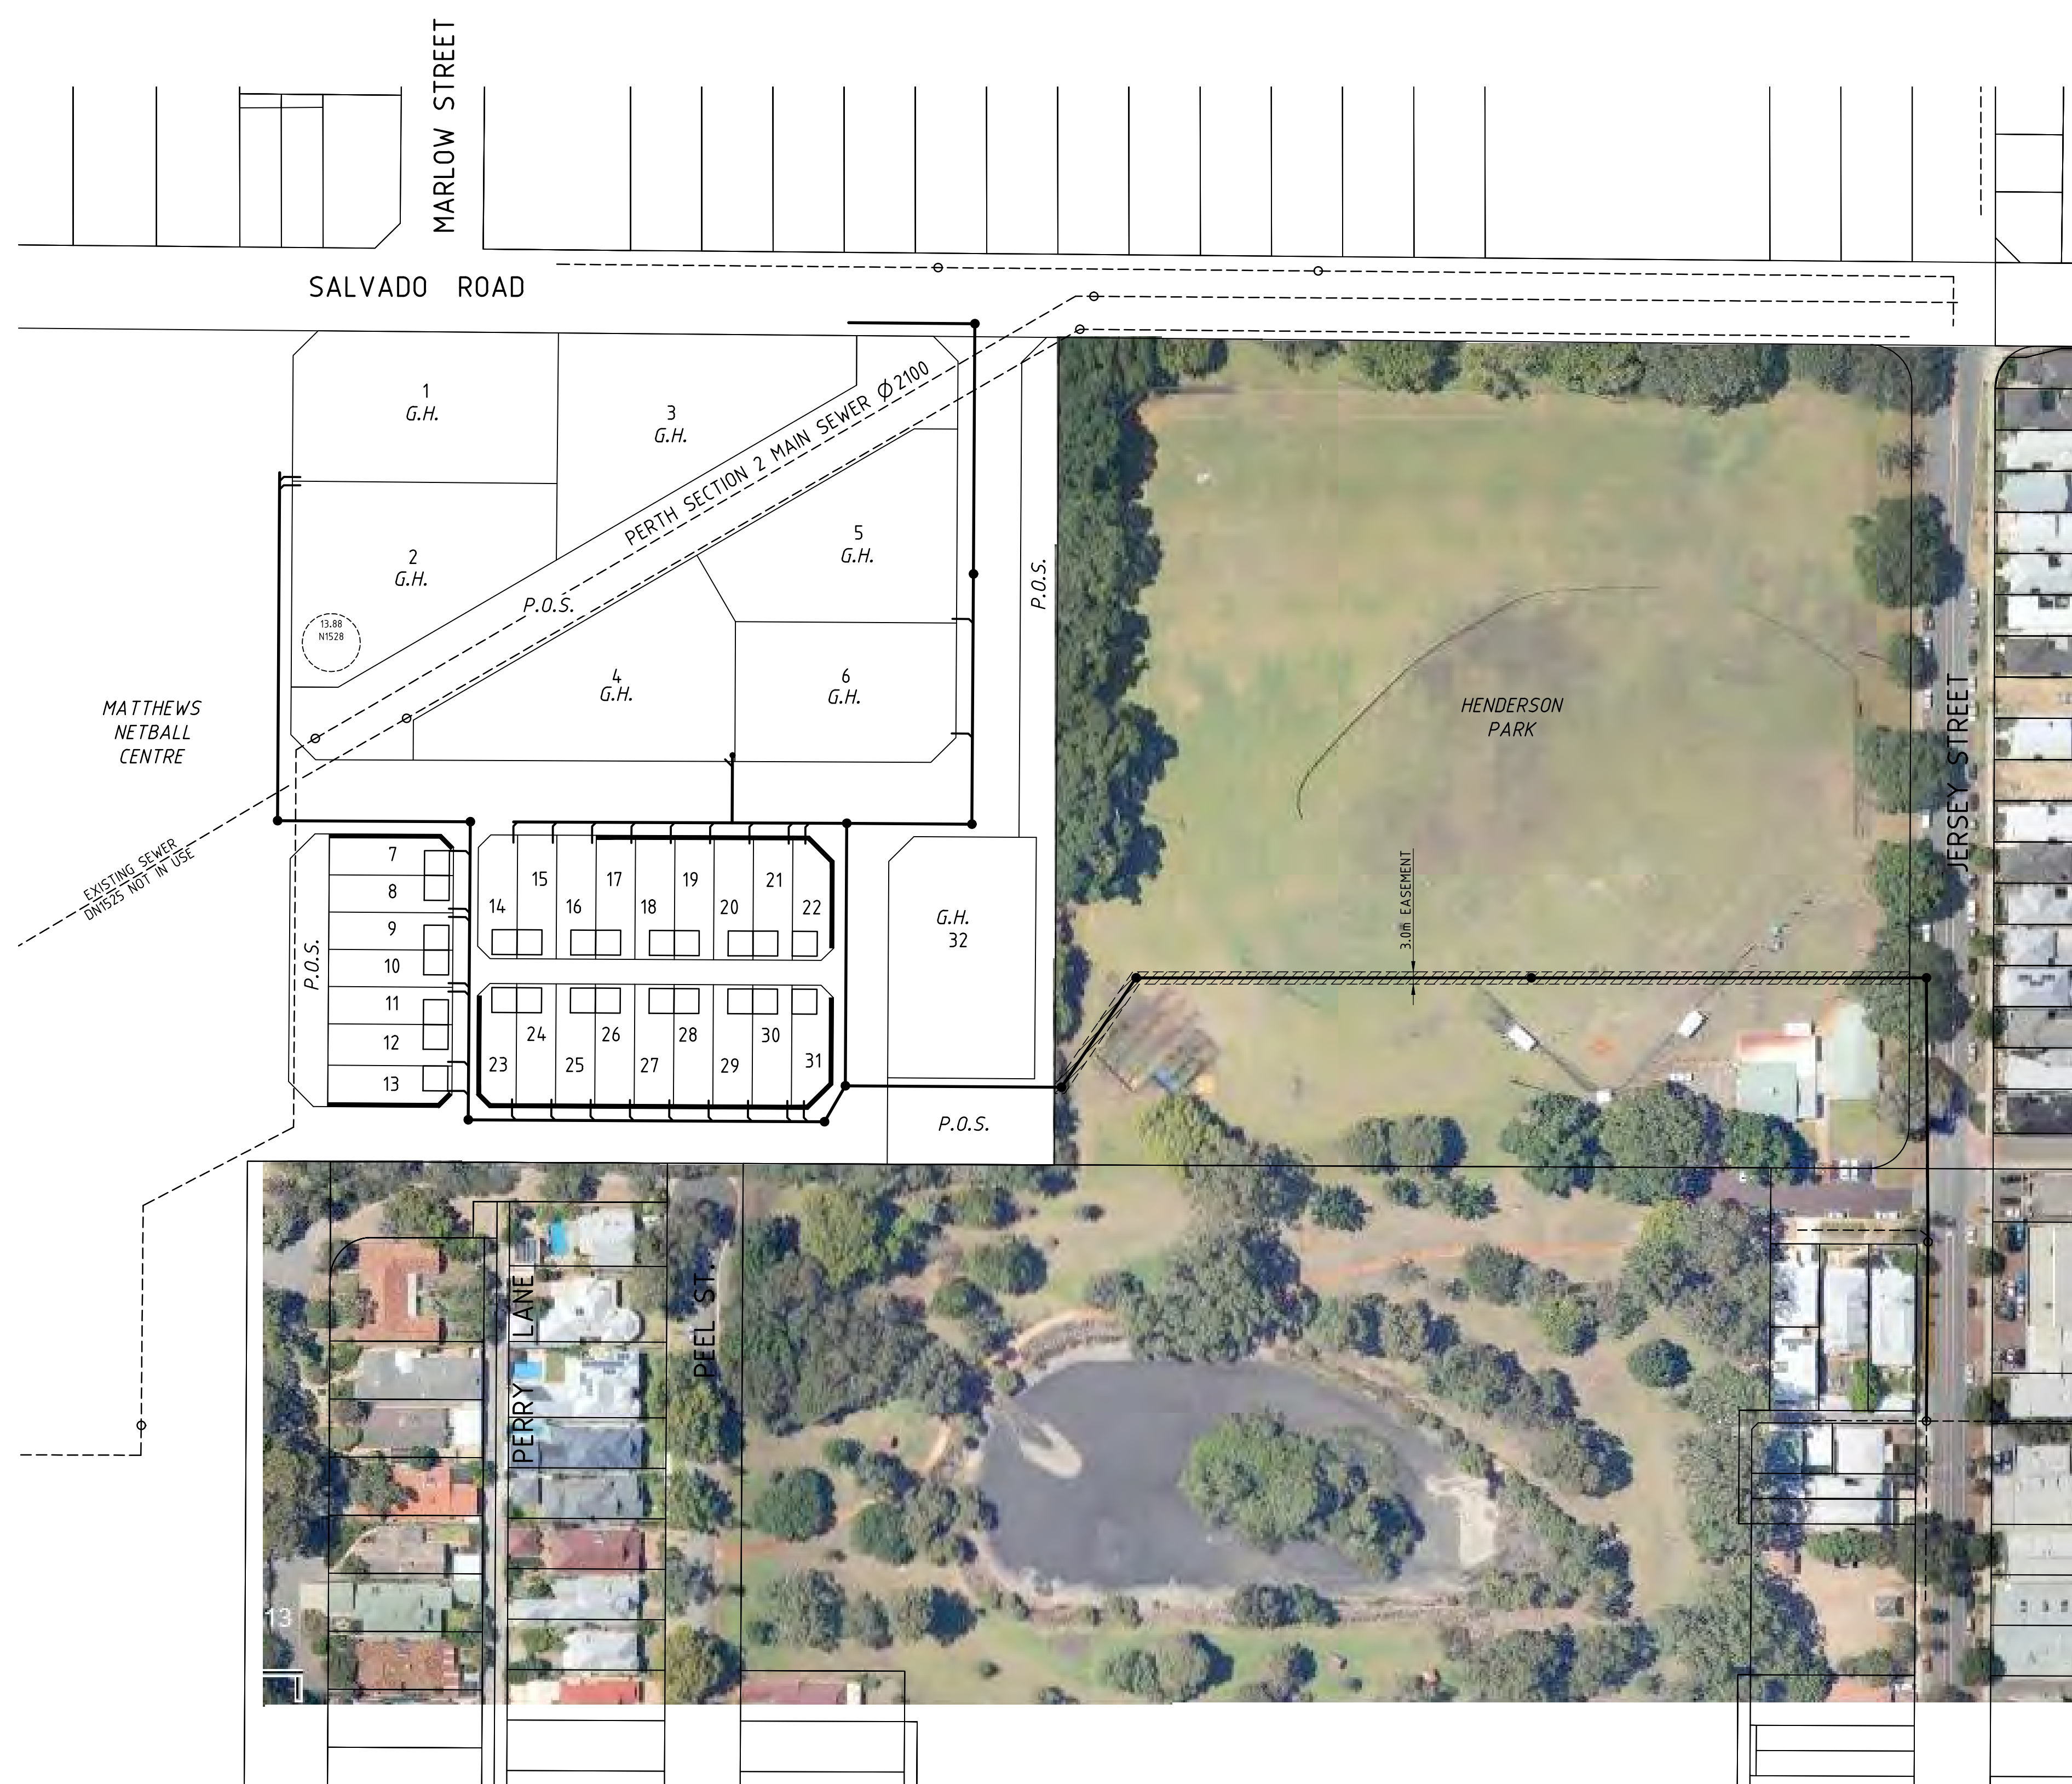 MARLOW STREET
SALVADO ROAD
1
G.H.
3
G.H.
PERTH SECTION 2 MAIN SEWER Ø2100
2
G.H.
5
G.H.
P.O.S.
P.O.S.
13.88
N1528
4
G.H.
6
G.H.
MATTHEWS
NETBALL
CENTRE
HENDERSON
PARK
JERSEY STREET
EXISTING SEWER
DN1525 NOT IN USE
P.O.S.
7
8
9
10
11
12
13
14
15
16
17
18
19
20
21
22
23
24
25
26
27
28
29
30
31
G.H.
32
3.0m EASEMENT
P.O.S.
PERRY LANE
PEEL ST.
13